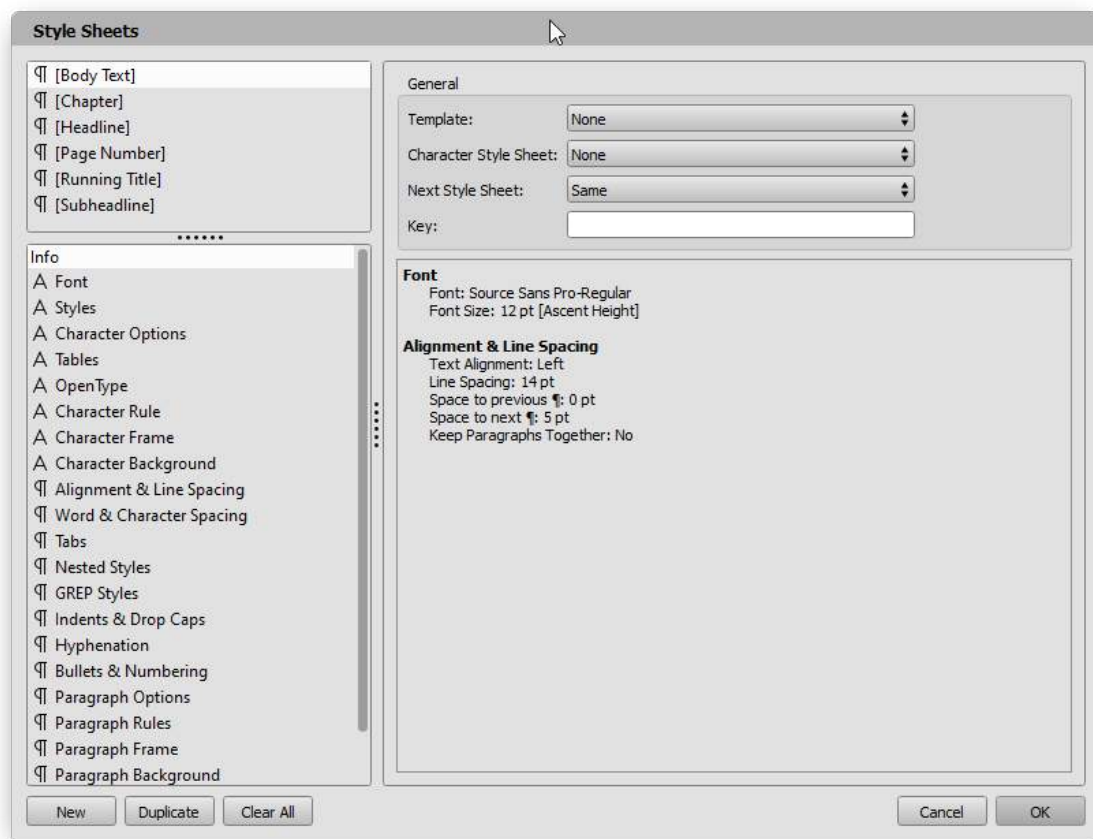 Style Sheets
¶ [Body Text]
¶ [Chapter]
¶ [Headline]
¶ [Page Number]
¶ [Running Title]
¶ [Subheadline]
Info
A Font
A Styles
A Character Options
A Tables
A OpenType
A Character Rule
A Character Frame
A Character Background
¶ Alignment & Line Spacing
¶ Word & Character Spacing
¶ Tabs
¶ Nested Styles
¶ GREP Styles
¶ Indents & Drop Caps
¶ Hyphenation
¶ Bullets & Numbering
¶ Paragraph Options
¶ Paragraph Rules
¶ Paragraph Frame
¶ Paragraph Background
General
Template: None
Character Style Sheet: None
Next Style Sheet: Same
Key:
Font
Font: Source Sans Pro-Regular
Font Size: 12 pt [Ascent Height]
Alignment & Line Spacing
Text Alignment: Left
Line Spacing: 14 pt
Space to previous ¶: 0 pt
Space to next ¶: 5 pt
Keep Paragraphs Together: No
New Duplicate Clear All Cancel OK